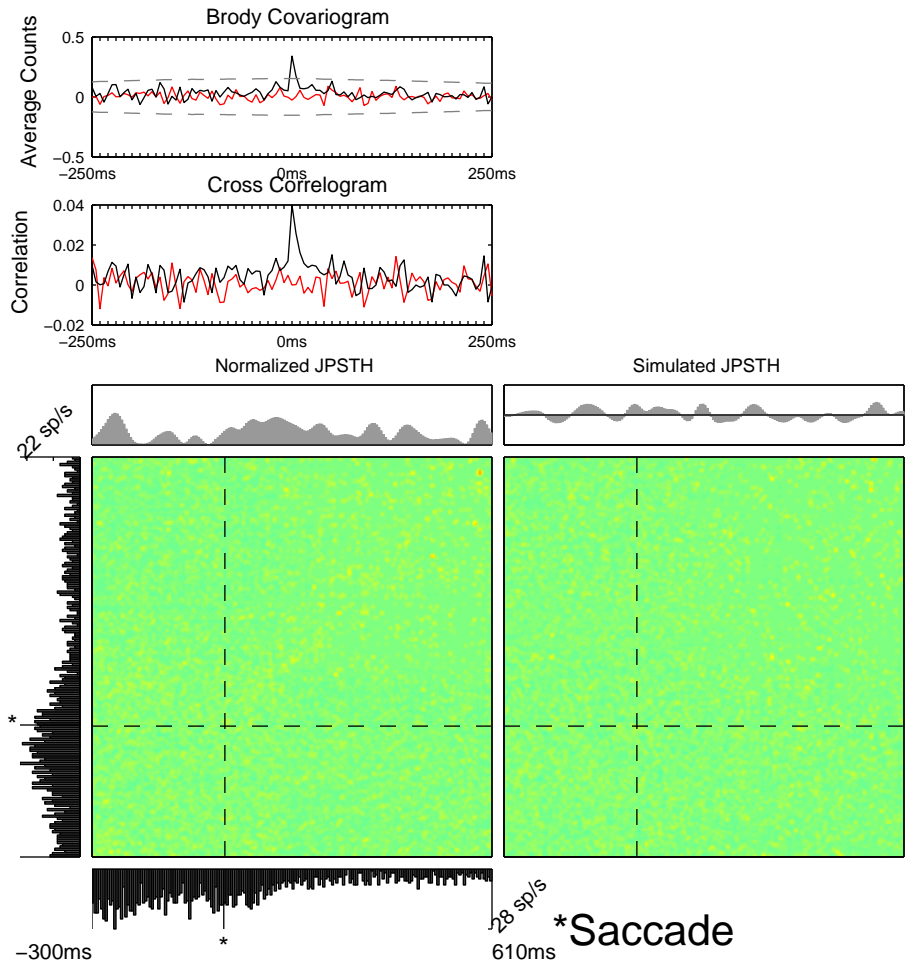 Brody Covariogram
Average Counts
0.5
0
−0.5
−250ms
0ms
250ms
Cross Correlogram
Correlation
0.04
0.02
0
−0.02
−250ms
0ms
250ms
Normalized JPSTH
Simulated JPSTH
22 sp/s
*
28 sp/s
*
*Saccade
−300ms
610ms